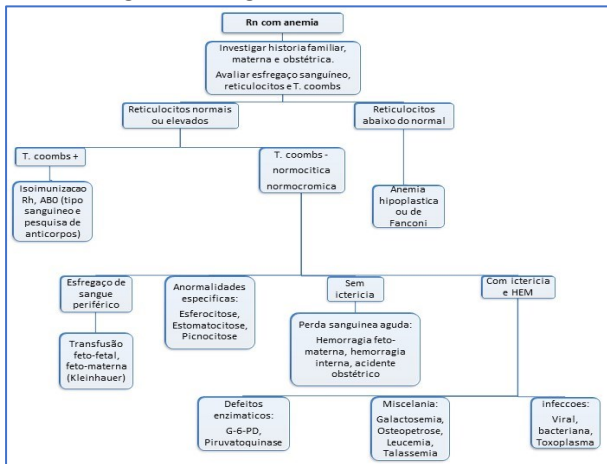 Rn com anemia
Investigar historia familiar,
materna e obstétrica.
Avaliar esfregaço sanguíneo,
reticulocitos e T. coombs
Reticulocitos normais
ou elevados
Reticulocitos
abaixo do normal
T. coombs +
T. coombs -
normocitica
normocromica
Isoimunizacao
Rh, AB0 (tipo
sanguineo e
pesquisa de
anticorpos)
Anemia
hipoplastica
ou de
Fanconi
Esfregaço de
sangue
periférico
Anormalidades
especificas:
Esferocitose,
Estomatocitose,
Picnocitose
Sem
ictericia
Com ictericia
e HEM
Transfusão
feto-fetal,
feto-materna
(Kleinhauer)
Perda sanguinea aguda:
Hemorragia feto-
materna, hemorragia
interna, acidente
obstétrico
Defeitos
enzimaticos:
G-6-PD,
Piruvatoquinase
Miscelania:
Galactosemia,
Osteopetrose,
Leucemia,
Talassemia
infeccoes:
Viral,
bacteriana,
Toxoplasma